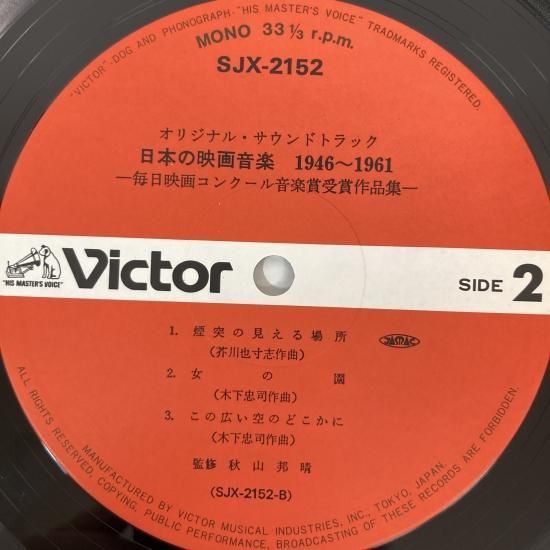 "VICTOR"-DOG AND PHONOGRAPH-"HIS MASTER'S VOICE" TRADMARKS REGISTERED.
MONO 33 1/3 r.p.m.
SJX-2152
オリジナル・サウンドトラック
日本の映画音楽 1946〜1961
—毎日映画コンクール音楽賞受賞作品集—
"HIS MASTER'S VOICE"
Victor
SIDE 2
1. 煙突の見える場所
(芥川也寸志作曲)
JASRAC
2. 女の園
(木下忠司作曲)
3. この広い空のどこかに
(木下忠司作曲)
監修 秋山邦晴
(SJX-2152-B)
MANUFACTURED BY VICTOR MUSICAL INDUSTRIES, INC., TOKYO, JAPAN.
ALL RIGHTS RESERVED, COPYING, PUBLIC PERFORMANCE, BROADCASTING OF THESE RECORDS ARE FORBIDDEN.